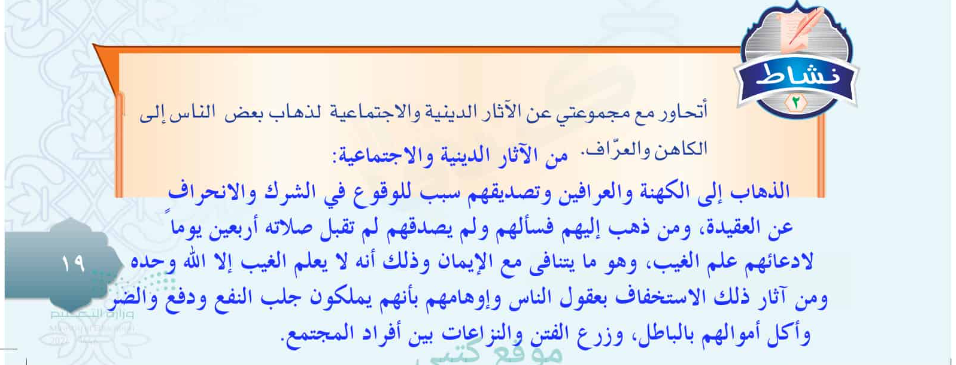 نشاط
٢
أتحاور مع مجموعتي عن الآثار الدينية والاجتماعية لذهاب بعض الناس إلى
الكاهن والعرّاف. من الآثار الدينية والاجتماعية:
الذهاب إلى الكهنة والعرافين وتصديقهم سبب للوقوع في الشرك والانحراف
عن العقيدة، ومن ذهب إليهم فسألهم ولم يصدقهم لم تقبل صلاته أربعين يوماً
لادعائهم علم الغيب، وهو ما يتنافى مع الإيمان وذلك أنه لا يعلم الغيب إلا الله وحده
١٩
ومن آثار ذلك الاستخفاف بعقول الناس وإوهامهم بأنهم يملكون جلب النفع ودفع والضر
وزارة التعليم
وأكل أموالهم بالباطل، وزرع الفتن والنزاعات بين أفراد المجتمع.
موقع كتبي